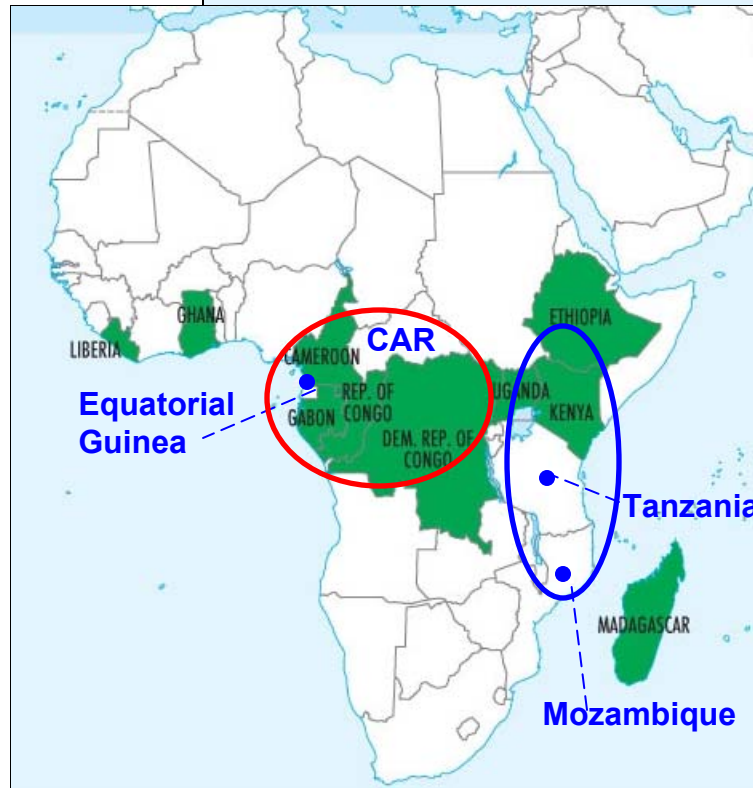 ETHIOPIA
GHANA
CAR
LIBERIA
CAMEROON
UGANDA
KENYA
Equatorial
Guinea
GABON
REP. OF
CONGO
DEM. REP. OF
CONGO
Tanzania
MADAGASCAR
Mozambique